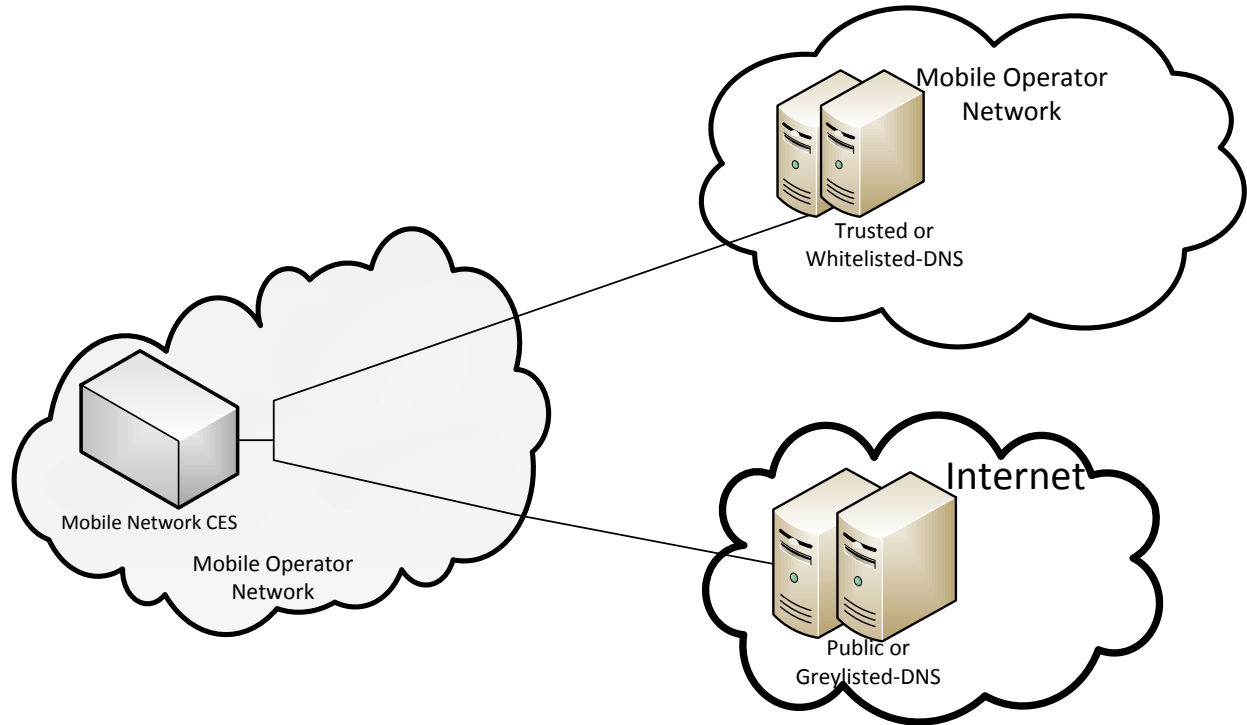 Mobile Operator
Network
Trusted or
Whitelisted-DNS
Mobile Network CES
Mobile Operator
Network
Internet
Public or
Greylisted-DNS